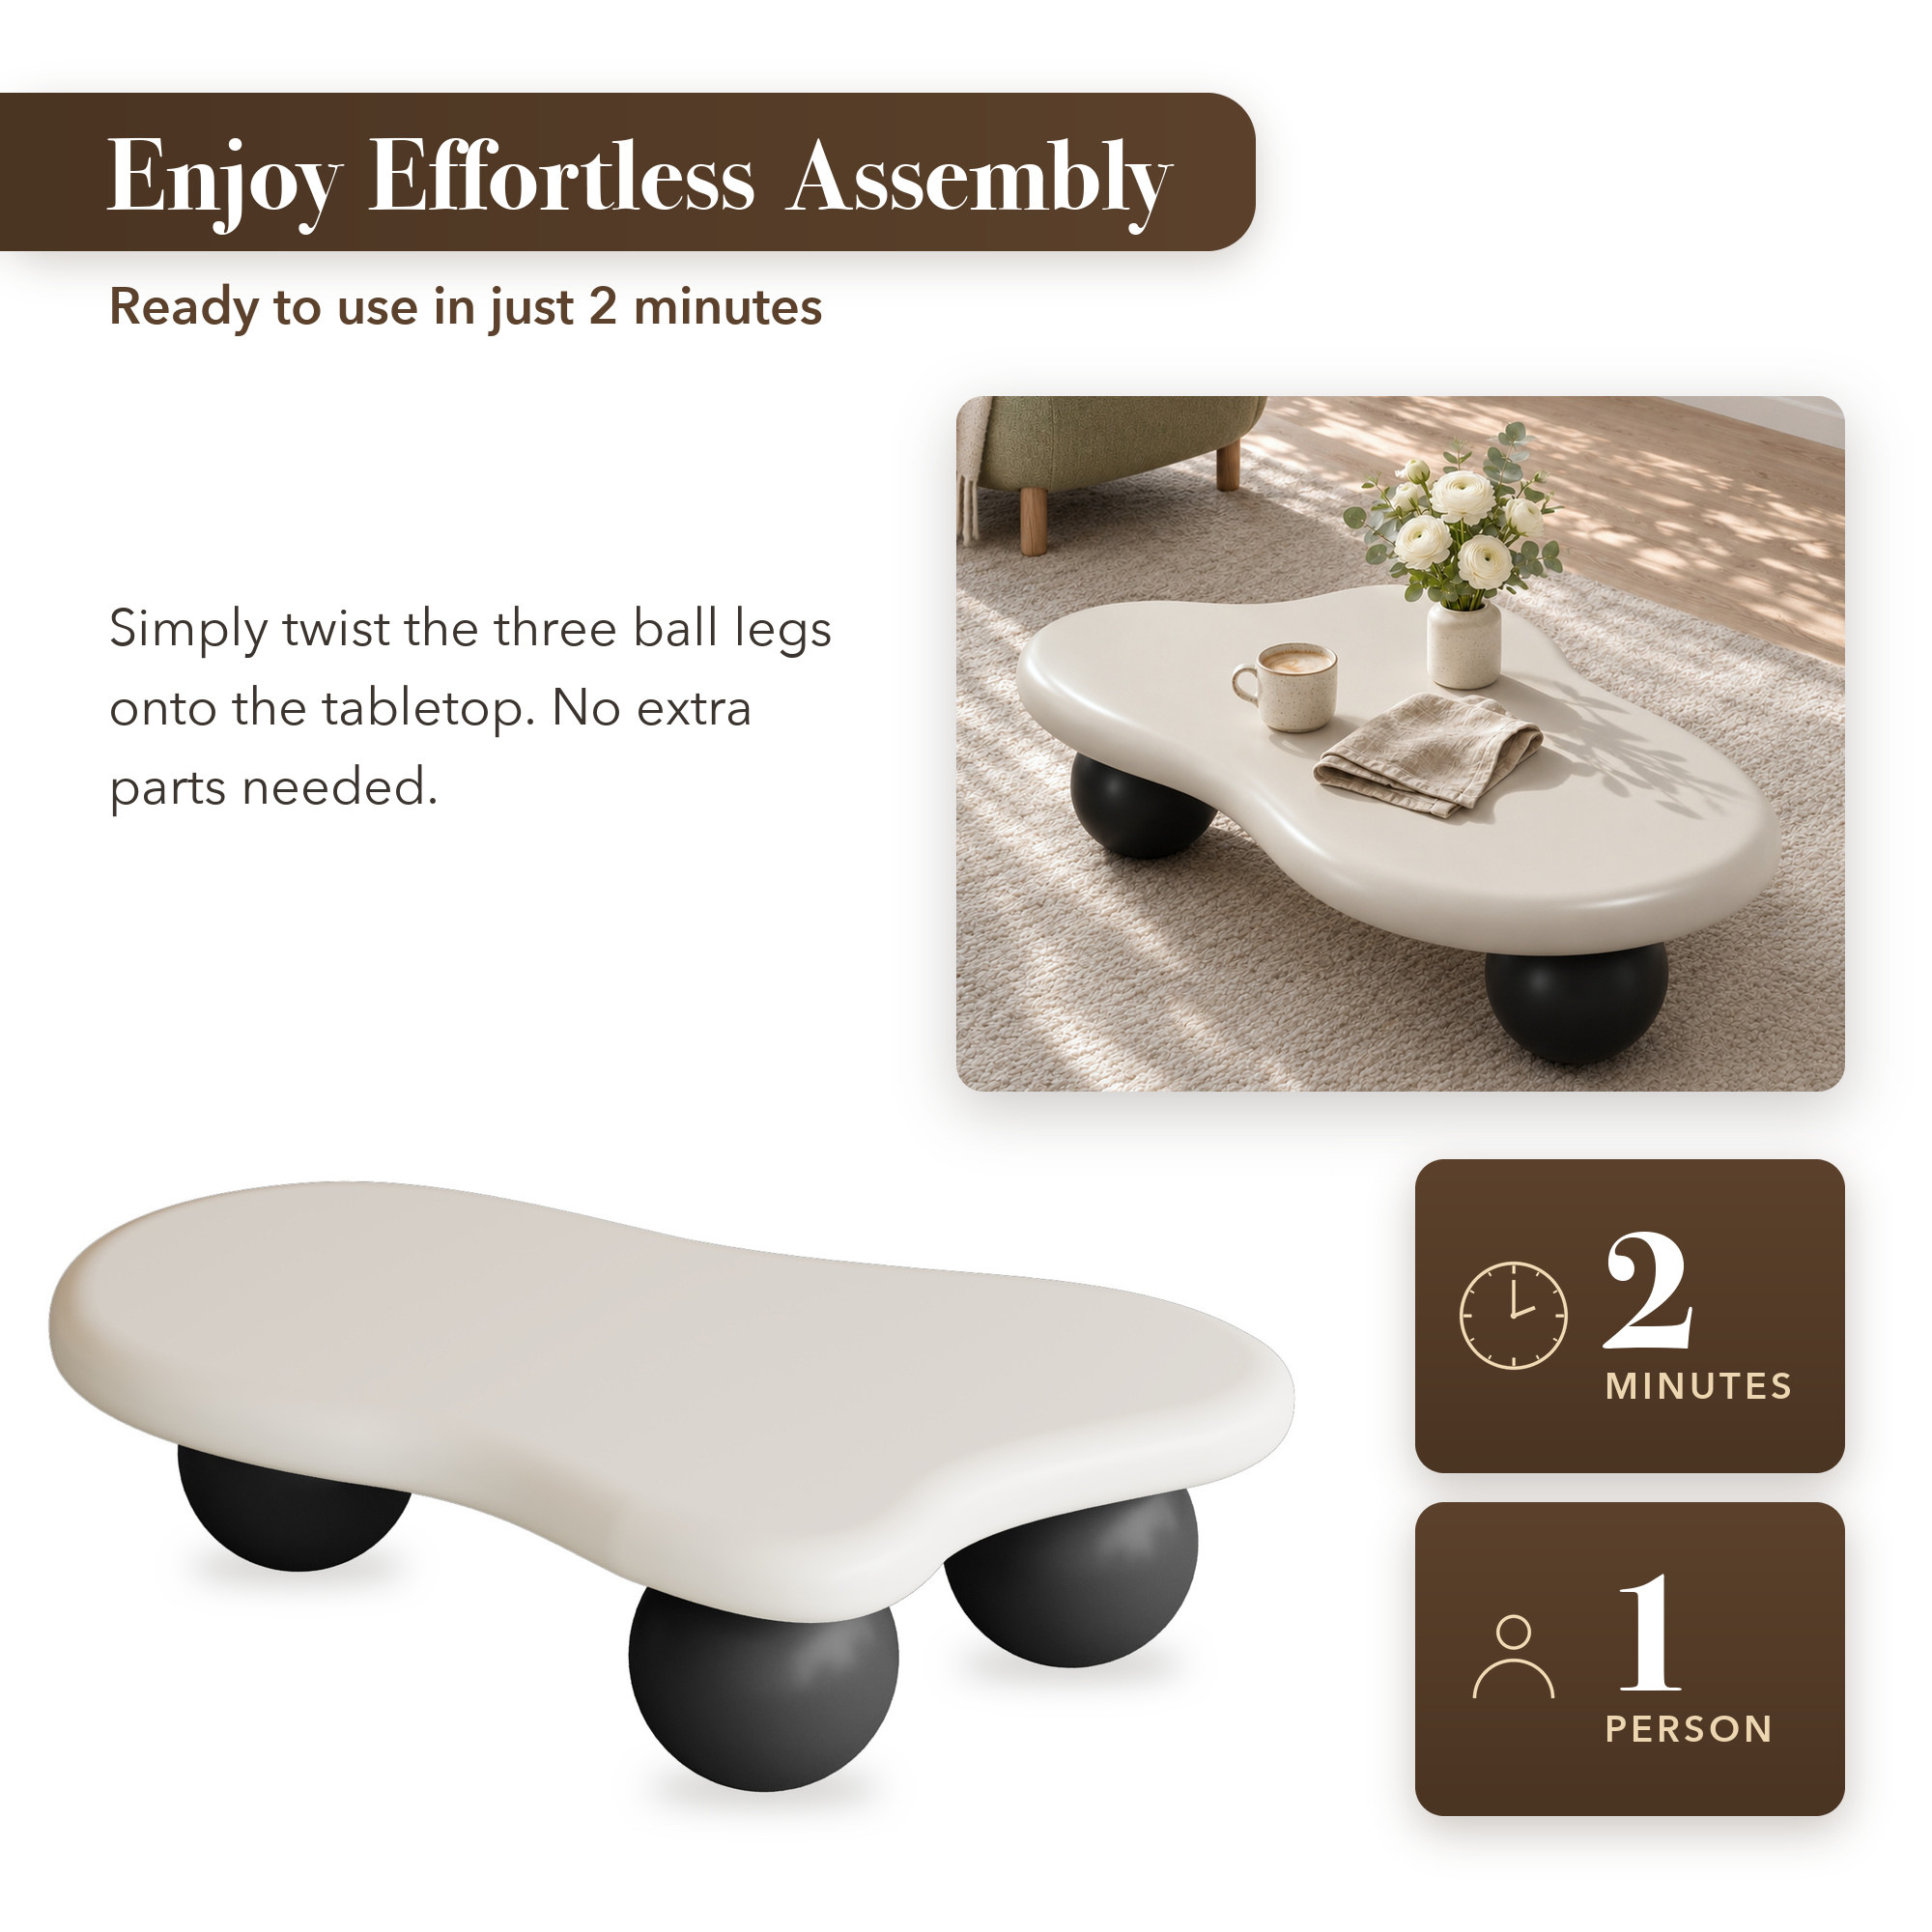 Enjoy Effortless Assembly
Ready to use in just 2 minutes
Simply twist the three ball legs
onto the tabletop. No extra
parts needed.
2
MINUTES
1
PERSON